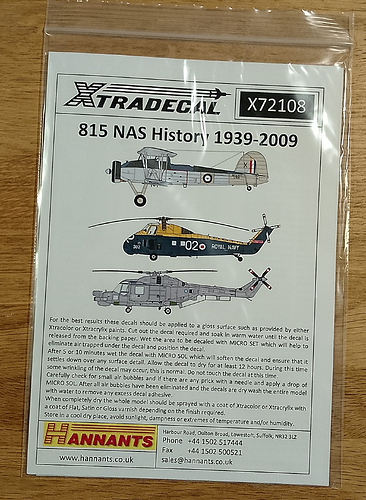 XTRADECAL
X72108
815 NAS History 1939-2009
02
ROYAL NAVY
For the best results these decals should be applied to a gloss surface such as provided by either
Xtracolor or Xtracrylix paints. Cut out the decal required and soak in warm water until the decal is
released from the backing paper. Wet the area to be decaled with MICRO SET which will help to
eliminate air trapped under the decal and position the decal.
After 5 or 10 minutes wet the decal with MICRO SOL which will soften the decal and ensure that it
settles down over any surface detail. Allow the decal to dry for at least 12 hours. During this time
some wrinkling of the decal may occur; this is normal. Do not touch the decal at this time
Carefully check for small air bubbles and if there are any prick with a needle and apply a drop of
MICRO SOL. After all air bubbles have been eliminated and the decals are dry wash the entire model
with water to remove any excess decal adhesive.
When completely dry the whole model should be sprayed with a coat of Xtracolor or Xtracrylix with
a coat of Flat, Satin or Gloss varnish depending on the finish required.
Store in a cool dry place, avoid sunlight, dampness or extremes of temperature and/or humidity.
HANNANTS
www.hannants.co.uk
Harbour Road, Oulton Broad, Lowestoft, Suffolk, NR32 3LZ
Phone +44 1502 517444
Fax +44 1502 500521
sales@hannants.co.uk